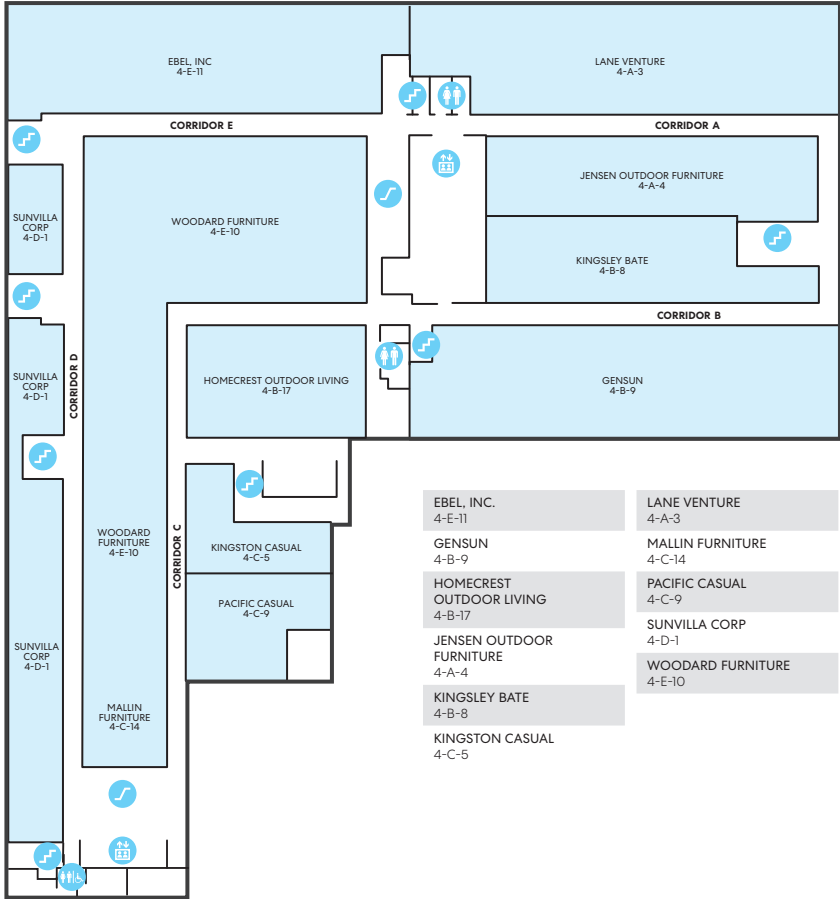 EBEL, INC
4-E-11
LANE VENTURE
4-A-3
CORRIDOR E
CORRIDOR A
JENSEN OUTDOOR FURNITURE
4-A-4
SUNVILLA
CORP
4-D-1
WOODARD FURNITURE
4-E-10
KINGSLEY BATE
4-B-8
CORRIDOR B
SUNVILLA
CORP
4-D-1
CORRIDOR D
HOMECREST OUTDOOR LIVING
4-B-17
GENSUN
4-B-9
WOODARD
FURNITURE
4-E-10
CORRIDOR C
KINGSTON CASUAL
4-C-5
PACIFIC CASUAL
4-C-9
SUNVILLA
CORP
4-D-1
MALLIN
FURNITURE
4-C-14
EBEL, INC.
4-E-11
GENSUN
4-B-9
HOMECREST
OUTDOOR LIVING
4-B-17
JENSEN OUTDOOR
FURNITURE
4-A-4
KINGSLEY BATE
4-B-8
KINGSTON CASUAL
4-C-5
LANE VENTURE
4-A-3
MALLIN FURNITURE
4-C-14
PACIFIC CASUAL
4-C-9
SUNVILLA CORP
4-D-1
WOODARD FURNITURE
4-E-10